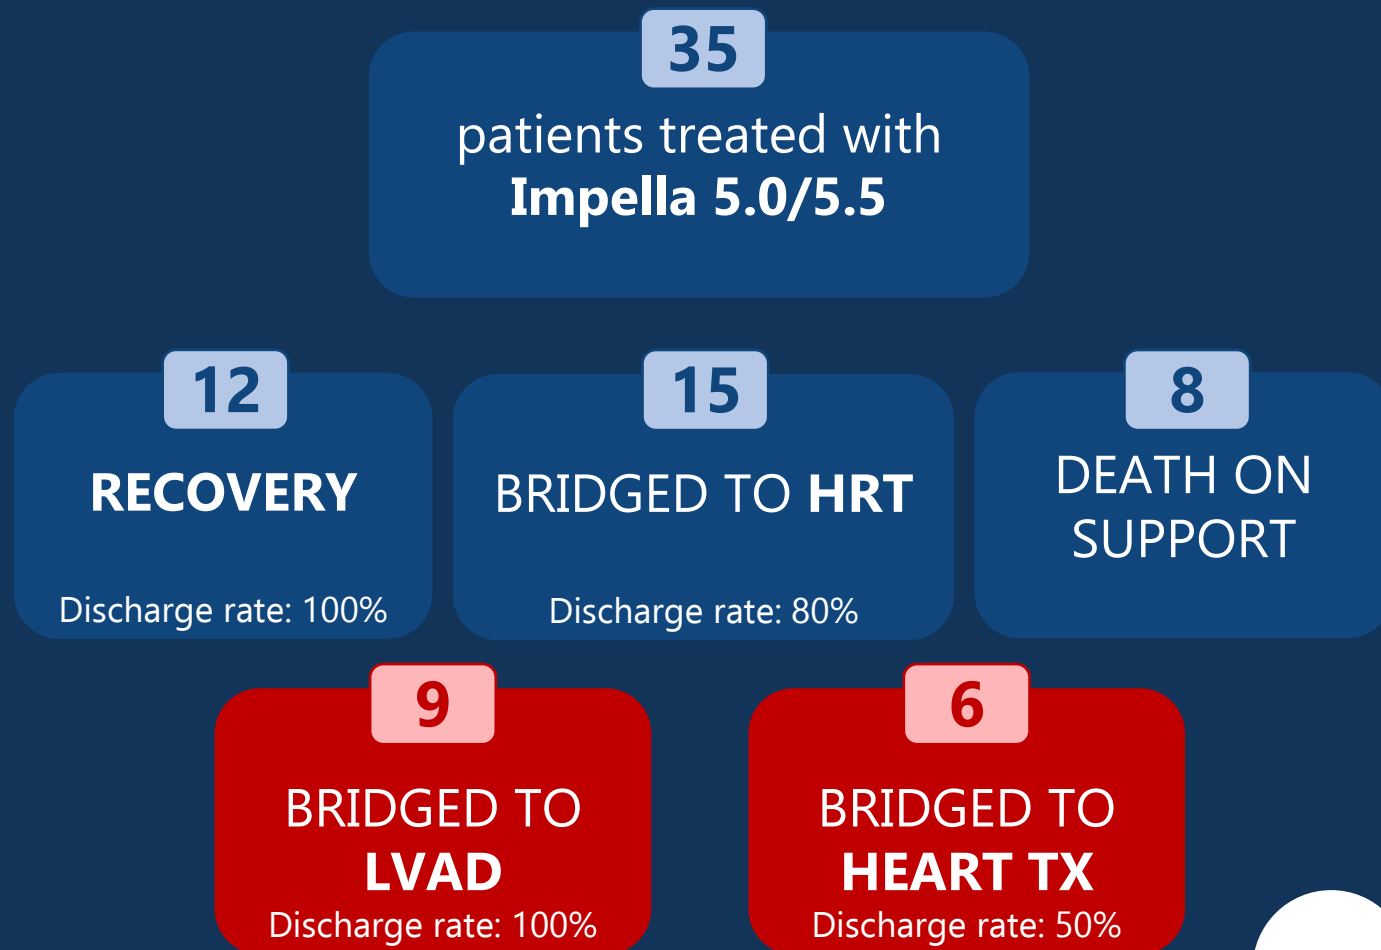 35
patients treated with
Impella 5.0/5.5
12
RECOVERY
Discharge rate: 100%
15
BRIDGED TO HRT
Discharge rate: 80%
8
DEATH ON
SUPPORT
9
BRIDGED TO
LVAD
Discharge rate: 100%
6
BRIDGED TO
HEART TX
Discharge rate: 50%